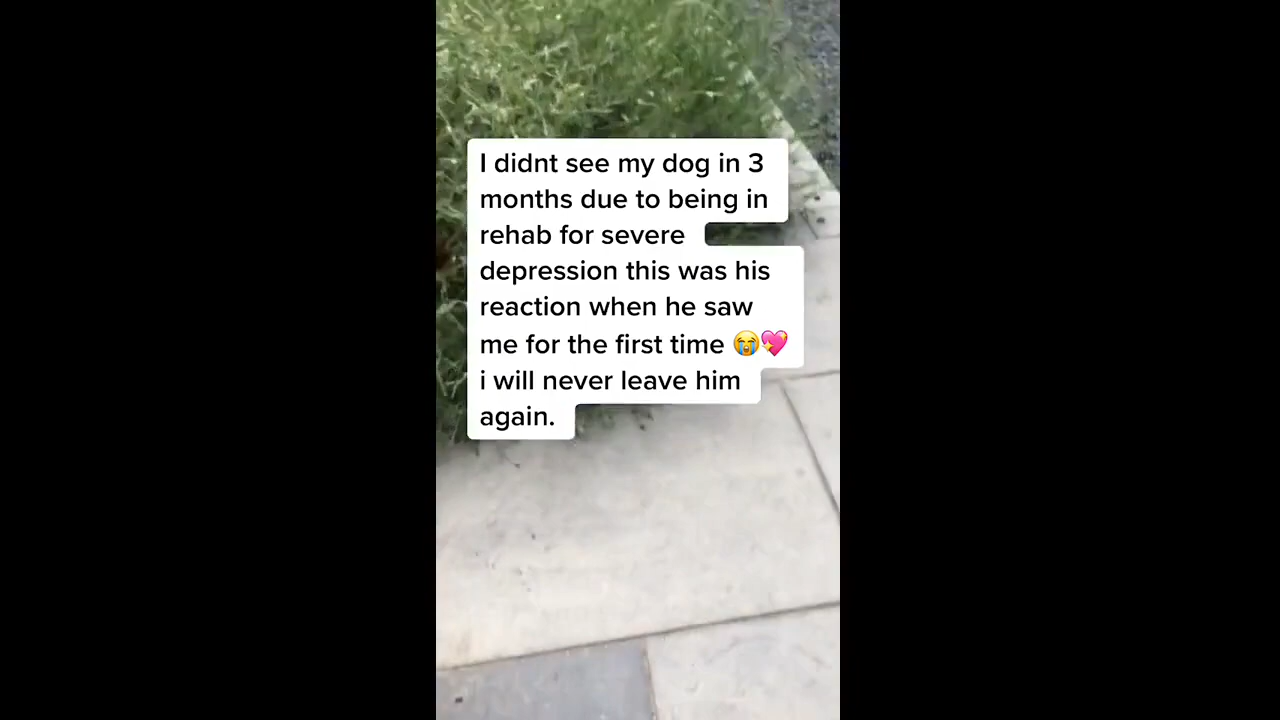 I didnt see my dog in 3
months due to being in
rehab for severe
depression this was his
reaction when he saw
me for the first time 😭💖
i will never leave him
again.